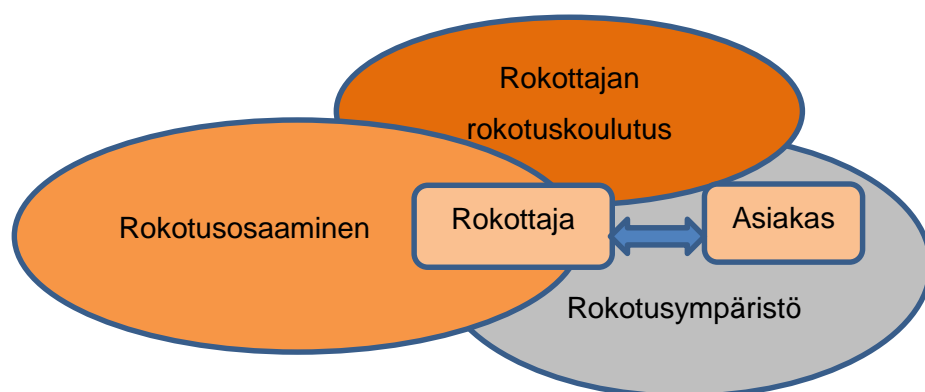 Rokottajan
rokotuskoulutus
Rokotusosaaminen
Rokottaja
Asiakas
Rokotusympäristö